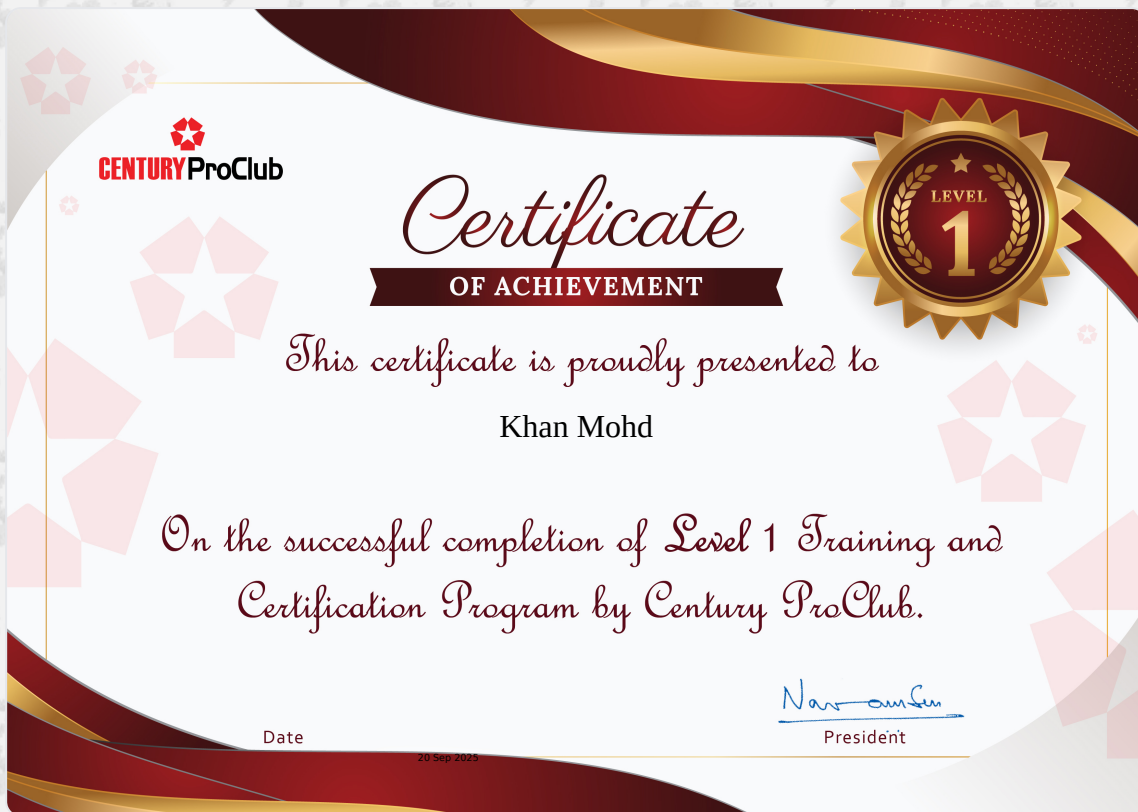 CENTURY ProClub
Certificate
OF ACHIEVEMENT
LEVEL
1
This certificate is proudly presented to
Khan Mohd
On the successful completion of Level 1 Training and
Certification Program by Century ProClub.
Date
20 Sep 2025
President